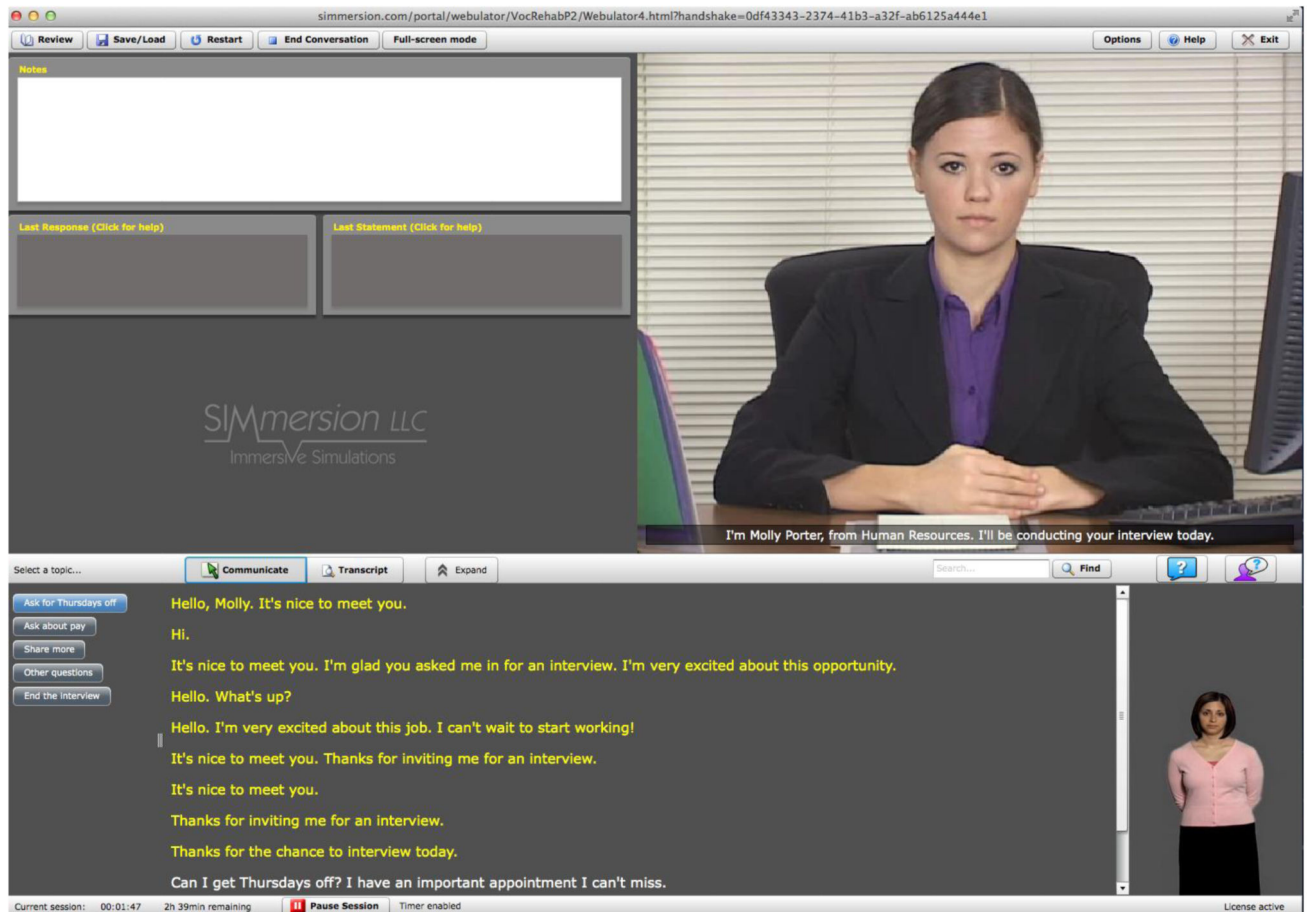 simmersion.com/portal/webulator/VocRehabP2/Webulator4.html?handshake=0df43343-2374-41b3-a32f-ab6125a444e1
Review Save/Load Restart End Conversation Full-screen mode Options Help Exit
Notes
Last Response (Click for help) Last Statement (Click for help)
SIMmersion LLC
Immersive Simulations
I'm Molly Porter, from Human Resources. I'll be conducting your interview today.
Select a topic... Communicate Transcript Expand Search... Find
Ask for Thursdays off
Ask about pay
Share more
Other questions
End the interview
Hello, Molly. It's nice to meet you.
Hi.
It's nice to meet you. I'm glad you asked me in for an interview. I'm very excited about this opportunity.
Hello. What's up?
Hello. I'm very excited about this job. I can't wait to start working!
It's nice to meet you. Thanks for inviting me for an interview.
It's nice to meet you.
Thanks for inviting me for an interview.
Thanks for the chance to interview today.
Can I get Thursdays off? I have an important appointment I can't miss.
Current session: 00:01:47 2h 39min remaining Pause Session Timer enabled License active